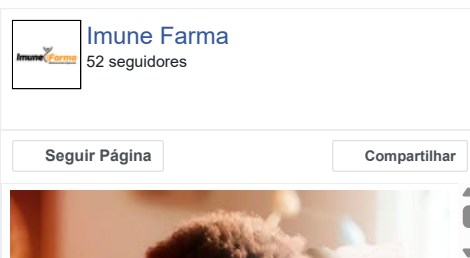 Imune Farma
Imune Farma
52 seguidores
Seguir Página
Compartilhar